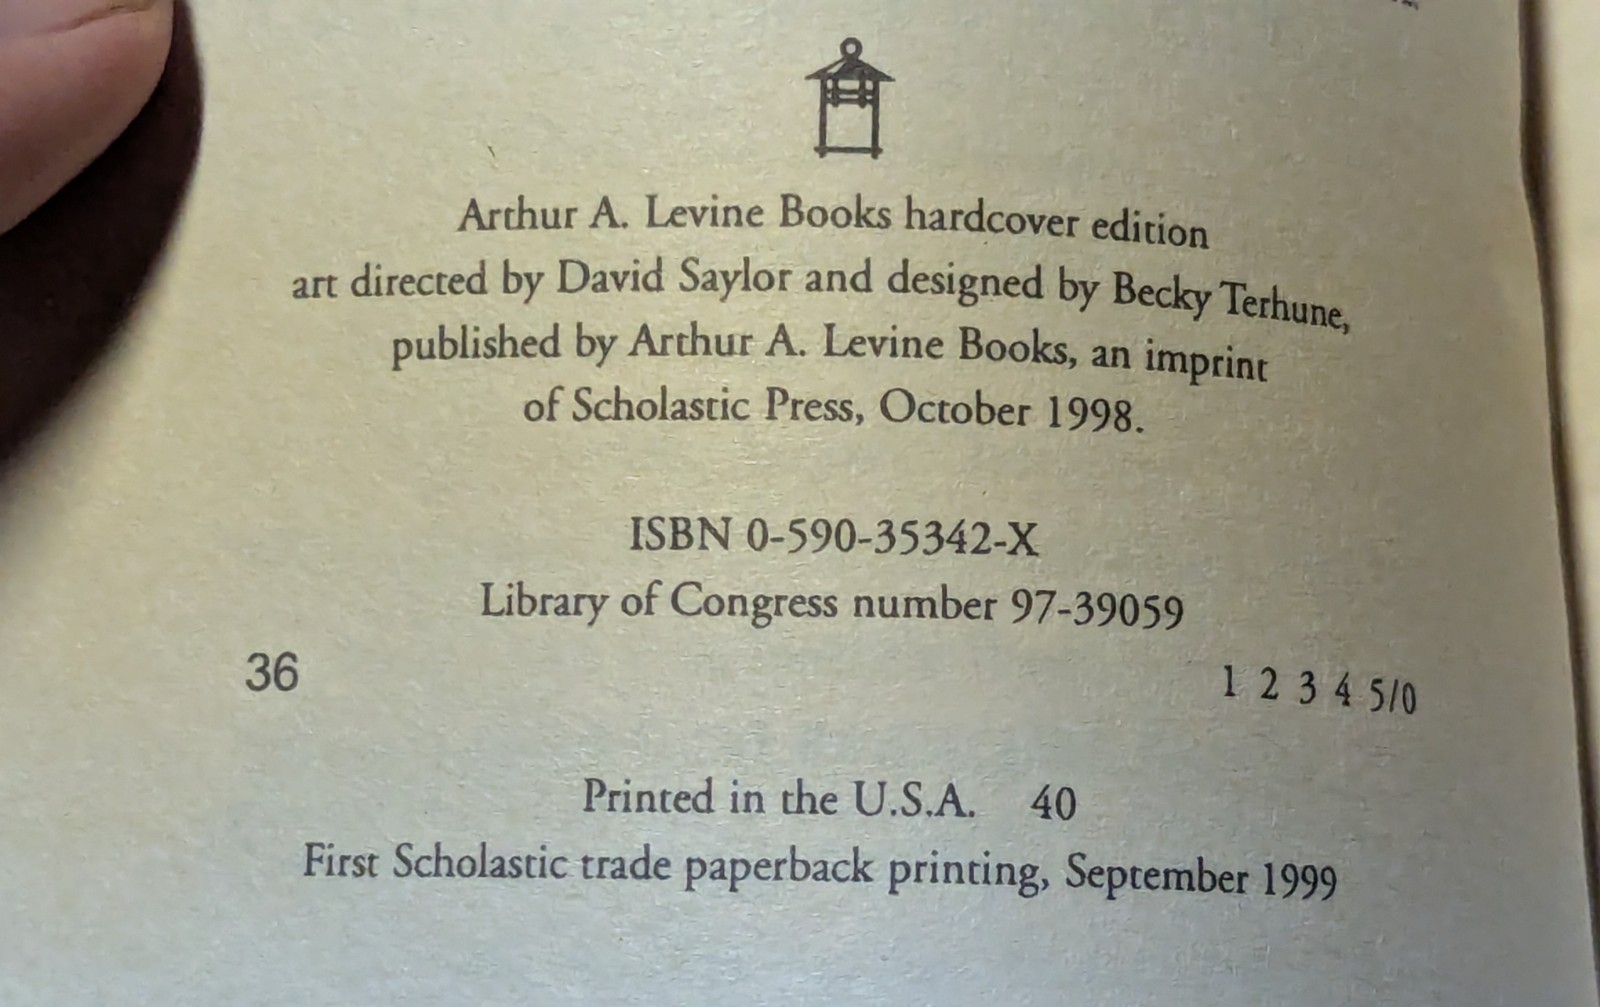 Arthur A. Levine Books hardcover edition
art directed by David Saylor and designed by Becky Terhune,
published by Arthur A. Levine Books, an imprint
of Scholastic Press, October 1998.
ISBN 0-590-35342-X
Library of Congress number 97-39059
36 1 2 3 4 5/0
Printed in the U.S.A. 40
First Scholastic trade paperback printing, September 1999